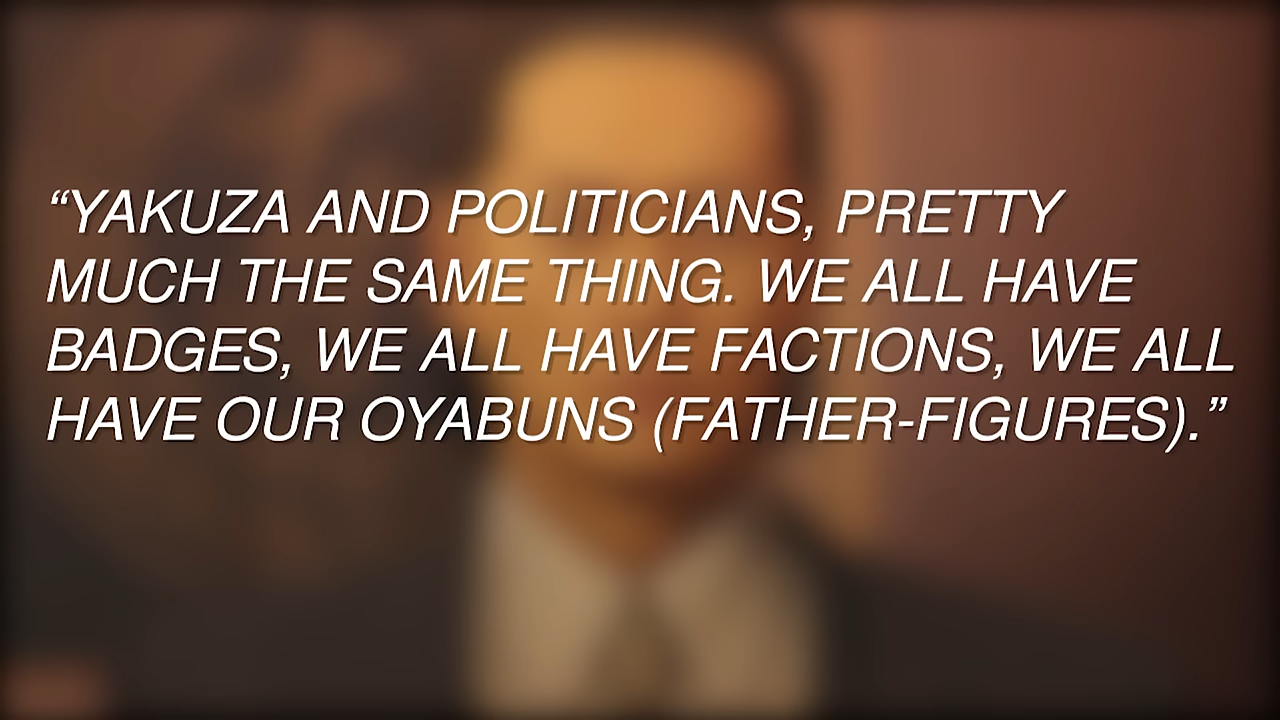 “YAKUZA AND POLITICIANS, PRETTY
MUCH THE SAME THING. WE ALL HAVE
BADGES, WE ALL HAVE FACTIONS, WE ALL
HAVE OUR OYABUNS (FATHER-FIGURES).”